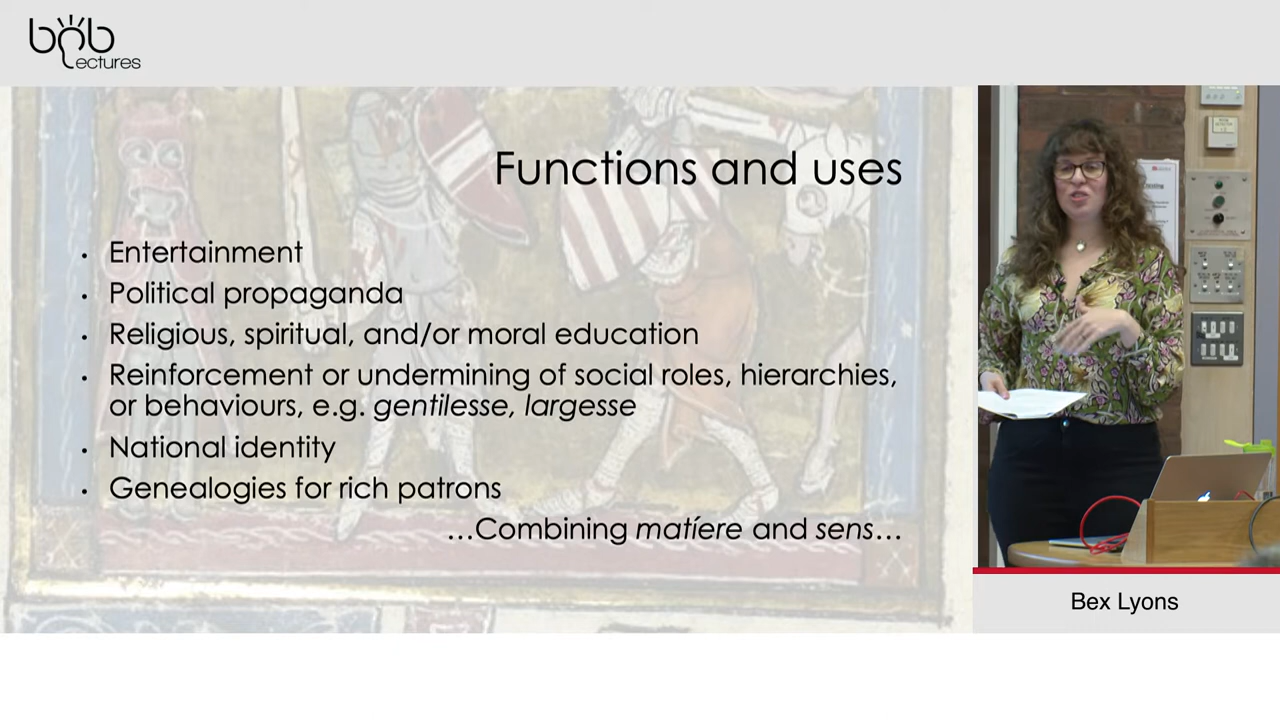 bob
Lectures
Functions and uses
• Entertainment
• Political propaganda
• Religious, spiritual, and/or moral education
• Reinforcement or undermining of social roles, hierarchies,
or behaviours, e.g. gentilesse, largesse
• National identity
• Genealogies for rich patrons
…Combining matíere and sens…
Bex Lyons